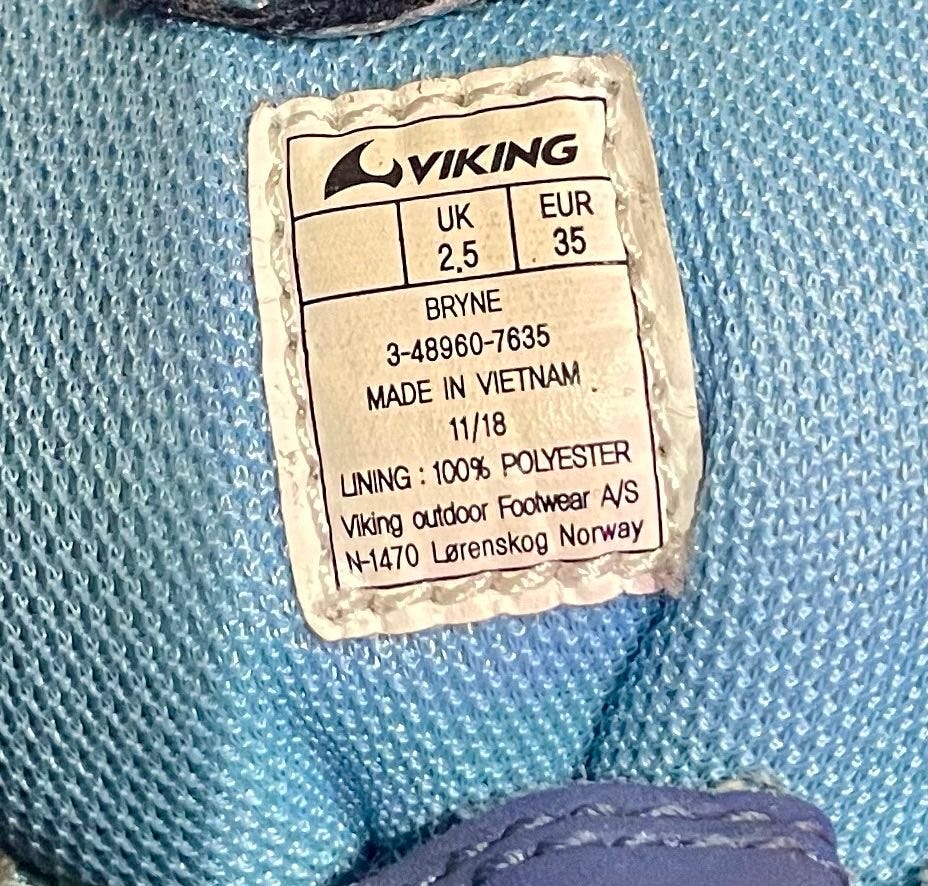 VIKING
UK EUR
2.5 35
BRYNE
3-48960-7635
MADE IN VIETNAM
11/18
LINING : 100% POLYESTER
Viking outdoor Footwear A/S
N-1470 Lørenskog Norway